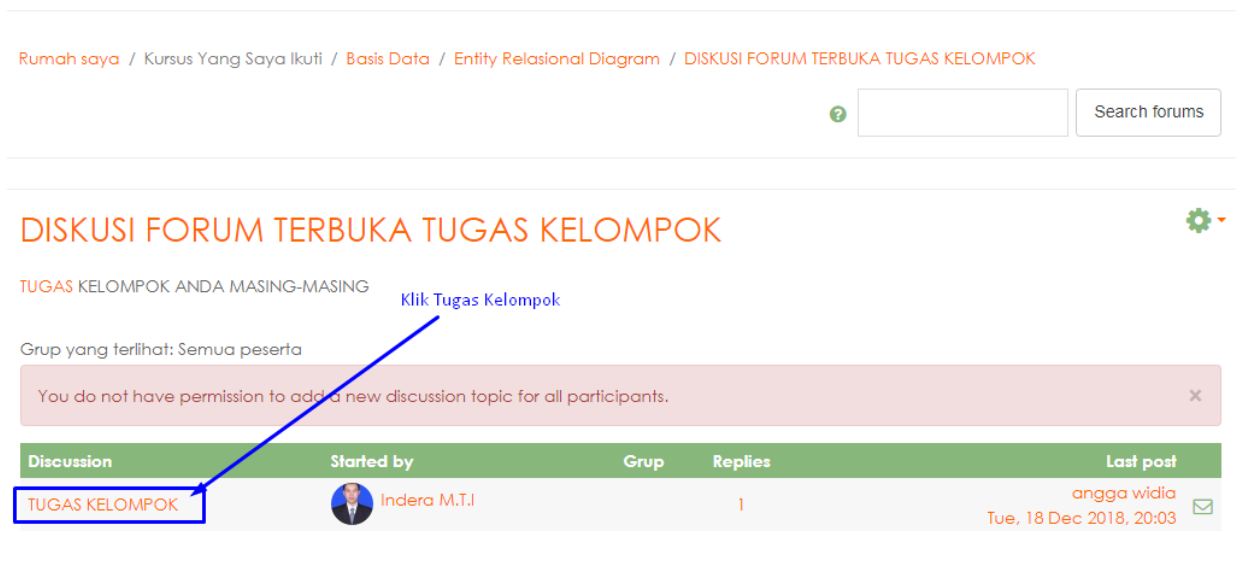 Rumah saya / Kursus Yang Saya Ikuti / Basis Data / Entity Relasional Diagram / DISKUSI FORUM TERBUKA TUGAS KELOMPOK
Search forums
DISKUSI FORUM TERBUKA TUGAS KELOMPOK
TUGAS KELOMPOK ANDA MASING-MASING
Klik Tugas Kelompok
Grup yang terlihat: Semua peserta
You do not have permission to add a new discussion topic for all participants. ×
Discussion Started by Grup Replies Last post
TUGAS KELOMPOK Indera M.T.I 1 angga widia
Tue, 18 Dec 2018, 20:03